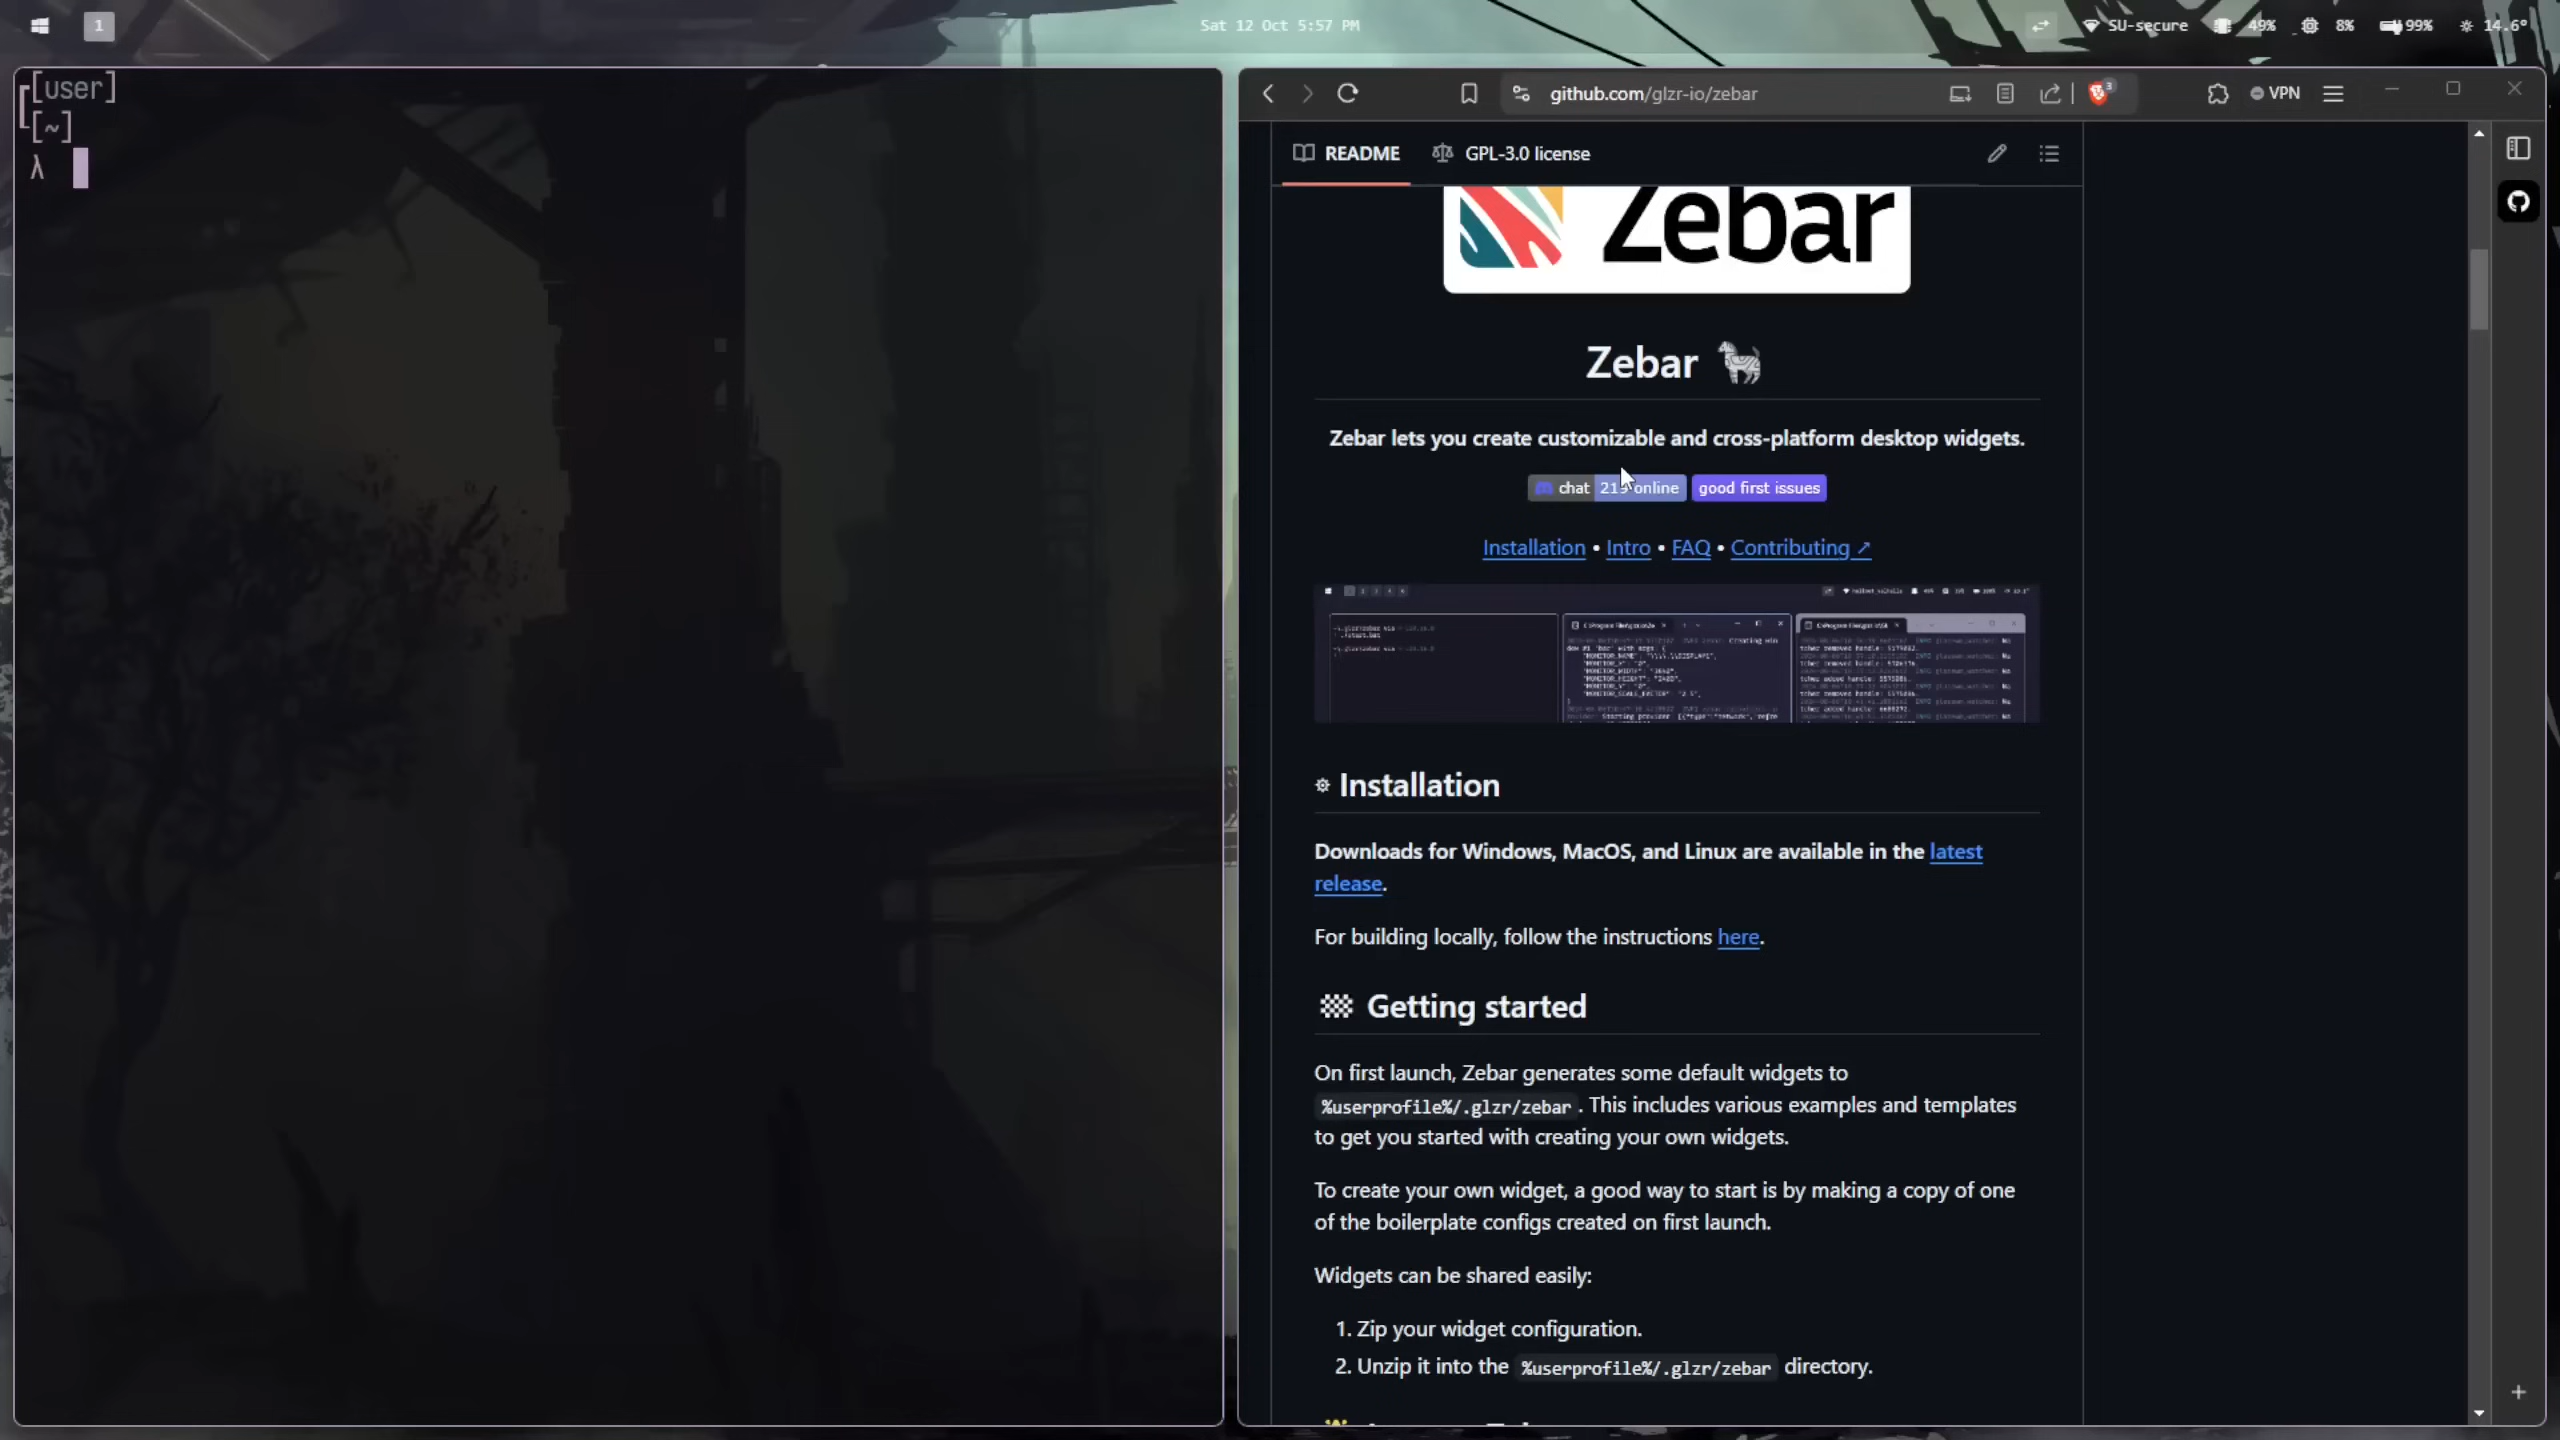 1
Sat 12 Oct 5:57 PM
SU-secure
49%
8%
99%
14.6°
[user]
[~]
λ
github.com/glzr-io/zebar
3
VPN
README
GPL-3.0 license
Zebar
Zebar
Zebar lets you create customizable and cross-platform desktop widgets.
chat
online
good first issues
Installation • Intro • FAQ • Contributing ↗
Installation
Downloads for Windows, MacOS, and Linux are available in the latest
release.
For building locally, follow the instructions here.
Getting started
On first launch, Zebar generates some default widgets to
%userprofile%/.glzr/zebar . This includes various examples and templates
to get you started with creating your own widgets.
To create your own widget, a good way to start is by making a copy of one
of the boilerplate configs created on first launch.
Widgets can be shared easily:
1. Zip your widget configuration.
2. Unzip it into the %userprofile%/.glzr/zebar directory.